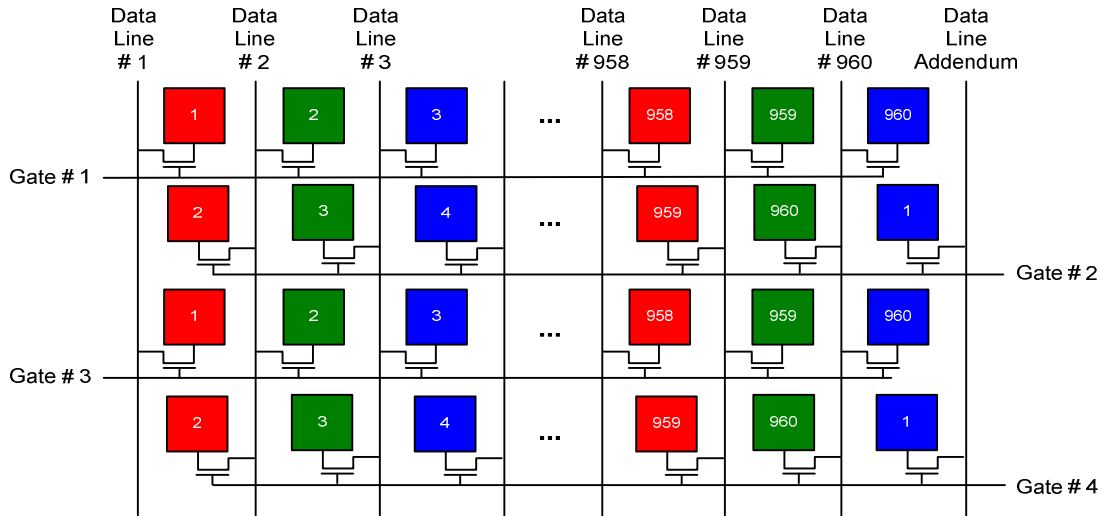 Data Data Data Data Data Data Data
Line Line Line Line Line Line Line
# 1 # 2 # 3 # 958 # 959 # 960 Addendum
1 2 3 ... 958 959 960
Gate # 1
2 3 4 ... 959 960 1
Gate # 2
1 2 3 ... 958 959 960
Gate # 3
2 3 4 ... 959 960 1
Gate # 4